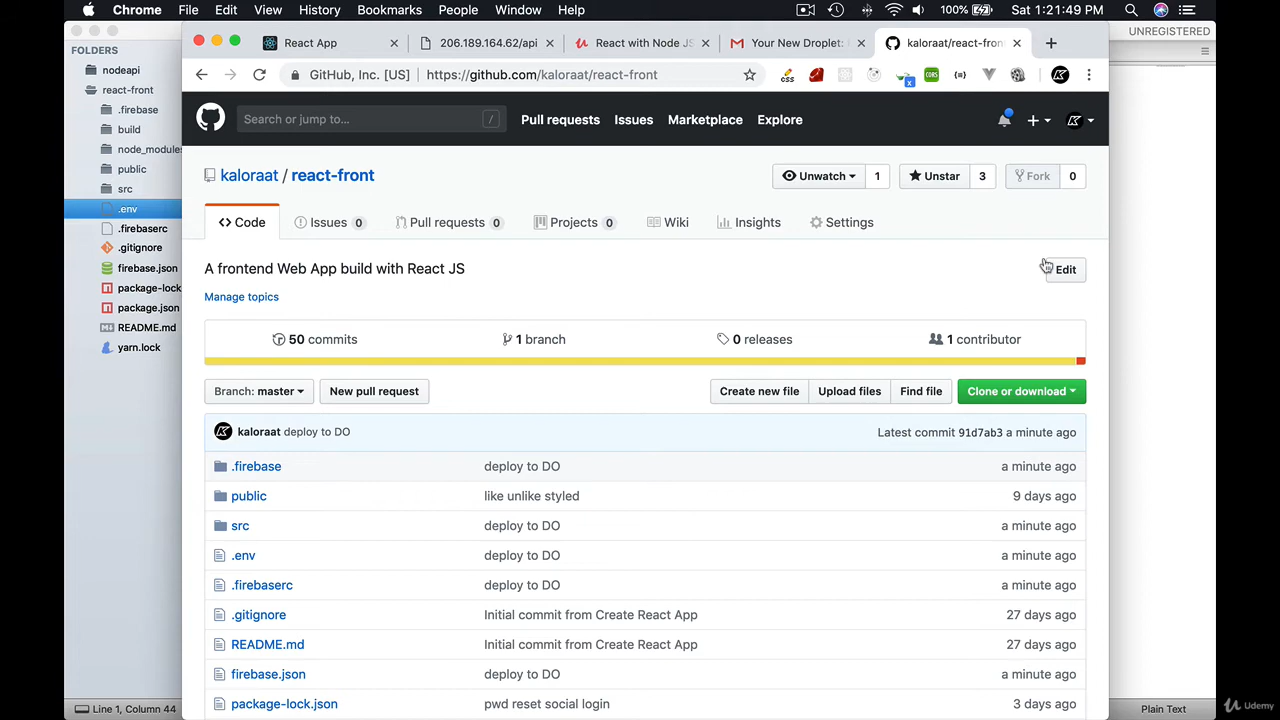 Chrome File Edit View History Bookmarks People Window Help 100% Sat 1:21:49 PM
UNREGISTERED
FOLDERS
nodeapi
react-front
.firebase
build
node_modules
public
src
.env
.firebaserc
.gitignore
firebase.json
package-lock
package.json
README.md
yarn.lock
React App
206.189.164.62/api
React with Node JS
Your New Droplet:
kaloraat/react-fron
GitHub, Inc. [US] https://github.com/kaloraat/react-front
Search or jump to... / Pull requests Issues Marketplace Explore
kaloraat / react-front Unwatch 1 Unstar 3 Fork 0
Code Issues 0 Pull requests 0 Projects 0 Wiki Insights Settings
A frontend Web App build with React JS Edit
Manage topics
50 commits 1 branch 0 releases 1 contributor
Branch: master New pull request Create new file Upload files Find file Clone or download
kaloraat deploy to DO Latest commit 91d7ab3 a minute ago
.firebase deploy to DO a minute ago
public like unlike styled 9 days ago
src deploy to DO a minute ago
.env deploy to DO a minute ago
.firebaserc deploy to DO a minute ago
.gitignore Initial commit from Create React App 27 days ago
README.md Initial commit from Create React App 27 days ago
firebase.json deploy to DO a minute ago
package-lock.json pwd reset social login 3 days ago
Line 1, Column 44 Plain Text
Udemy